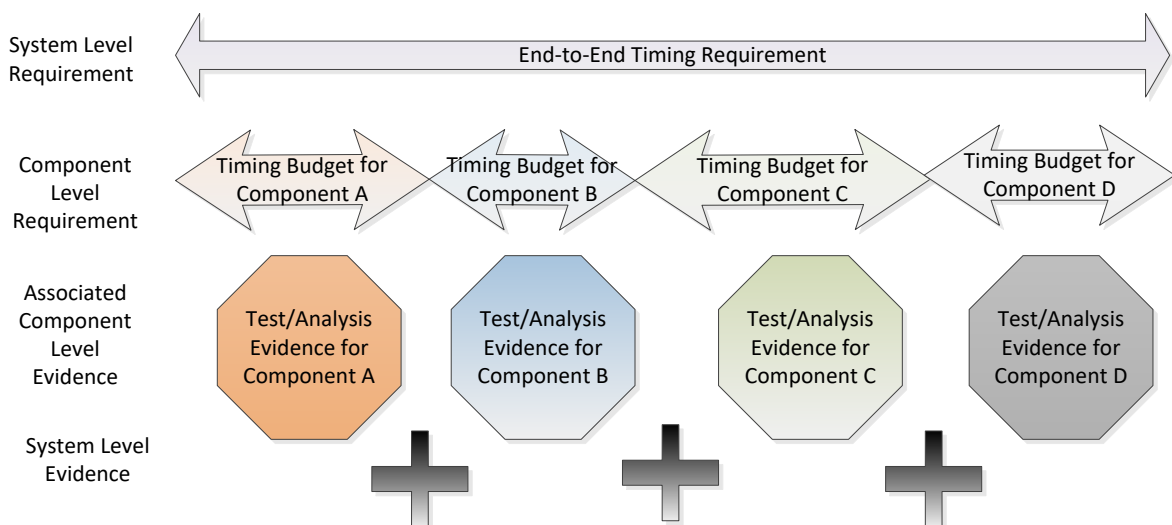 System Level
Requirement
End-to-End Timing Requirement
Component
Level
Requirement
Timing Budget for
Component A
Timing Budget for
Component B
Timing Budget for
Component C
Timing Budget for
Component D
Associated
Component
Level
Evidence
Test/Analysis
Evidence for
Component A
Test/Analysis
Evidence for
Component B
Test/Analysis
Evidence for
Component C
Test/Analysis
Evidence for
Component D
System Level
Evidence